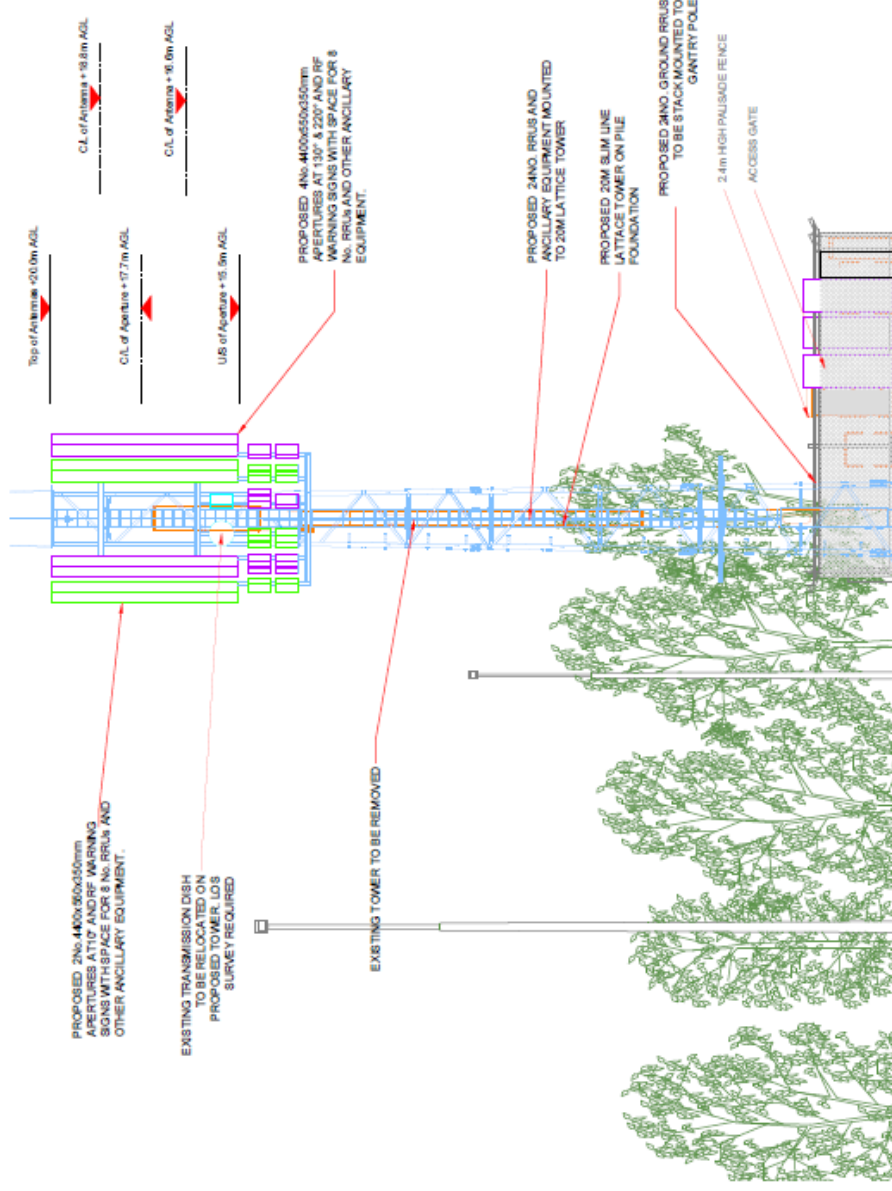 Top of Antennas +20.0m AGL
C/L of Antenna + 18.8m AGL
C/L of Aperture + 17.7m AGL
C/L of Antenna + 16.6m AGL
U/S of Aperture + 15.5m AGL
PROPOSED 2No.4400x550x350mm
APERTURES AT10° AND RF WARNING
SIGNS WITH SPACE FOR 8 No. RRUs AND
OTHER ANCILLARY EQUIPMENT.
EXISTING TRANSMISSION DISH
TO BE RELOCATED ON
PROPOSED TOWER. LOS
SURVEY REQUIRED
EXISTING TOWER TO BE REMOVED
PROPOSED 4No.4400x550x350mm
APERTURES AT 130° & 220° AND RF
WARNING SIGNS WITH SPACE FOR 8
No. RRUs AND OTHER ANCILLARY
EQUIPMENT.
PROPOSED 24NO. RRUS AND
ANCILLARY EQUIPMENT MOUNTED
TO 20M LATTICE TOWER
PROPOSED 20M SLIM LINE
LATTACE TOWER ON PILE
FOUNDATION
PROPOSED 24NO. GROUND RRUS
TO BE STACK MOUNTED TO
GANTRY POLE
2.4m HIGH PALISADE FENCE
ACCESS GATE